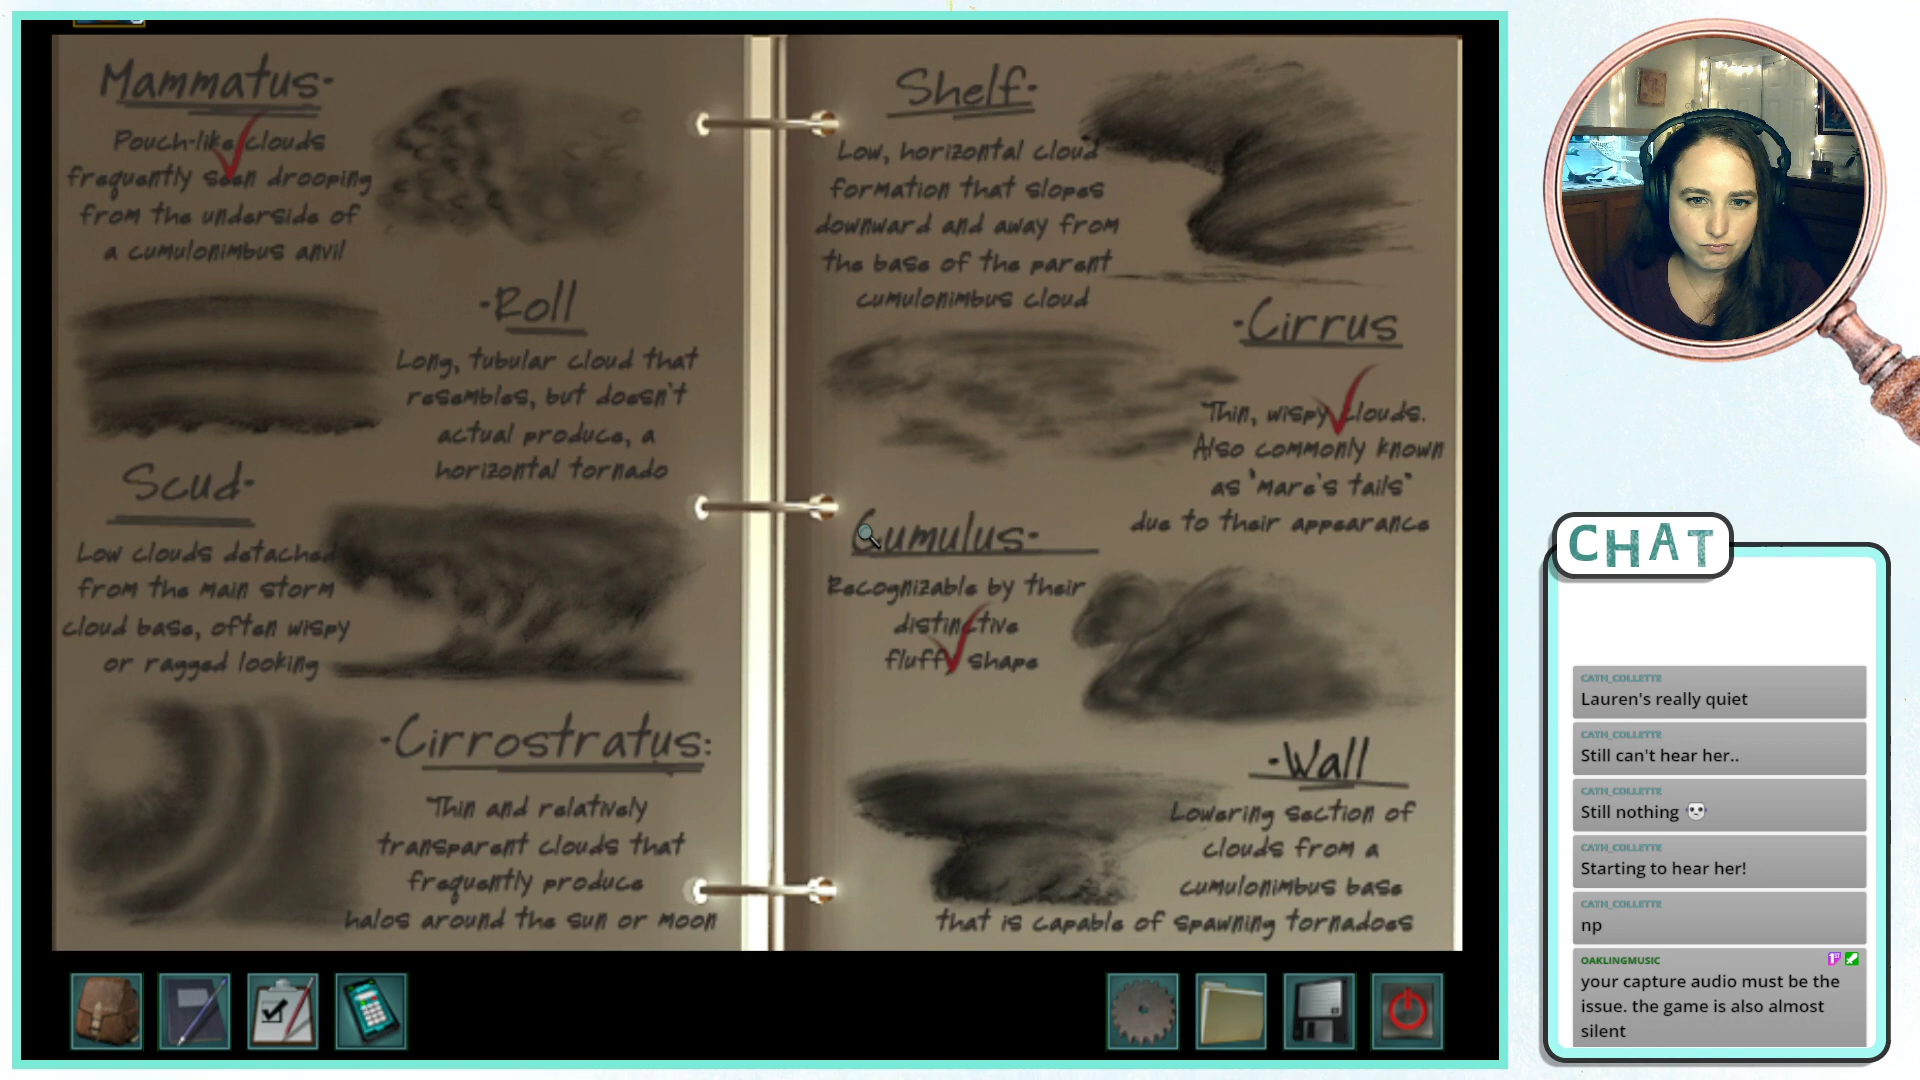 Mammatus-
Pouch-like clouds
frequently seen drooping
from the underside of
a cumulonimbus anvil
-Roll
Long, tubular cloud that
resembles, but doesn't
actual produce, a
horizontal tornado
Scud-
Low clouds detached
from the main storm
cloud base, often wispy
or ragged looking
-Cirrostratus:
Thin and relatively
transparent clouds that
frequently produce
halos around the sun or moon
Shelf-
Low, horizontal cloud
formation that slopes
downward and away from
the base of the parent
cumulonimbus cloud
-Cirrus
Thin, wispy clouds.
Also commonly known
as "mare's tails"
due to their appearance
Cumulus-
Recognizable by their
distinctive
fluffy shape
-Wall
Lowering section of
clouds from a
cumulonimbus base
that is capable of spawning tornadoes
CHAT
CATH_COLLETTE
Lauren's really quiet
CATH_COLLETTE
Still can't hear her..
CATH_COLLETTE
Still nothing
CATH_COLLETTE
Starting to hear her!
CATH_COLLETTE
np
OAKLINGMUSIC
your capture audio must be the
issue. the game is also almost
silent